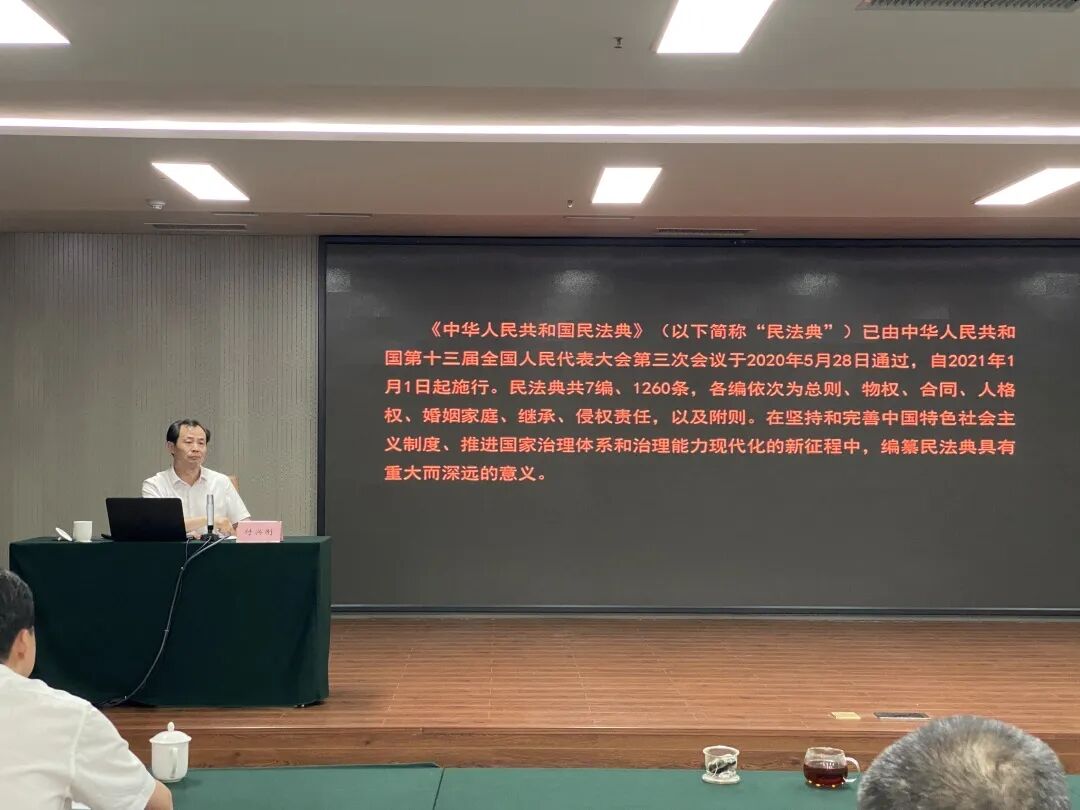 《中华人民共和国民法典》（以下简称“民法典”）已由中华人民共和
国第十三届全国人民代表大会第三次会议于2020年5月28日通过，自2021年1
月1日起施行。民法典共7编、1260条，各编依次为总则、物权、合同、人格
权、婚姻家庭、继承、侵权责任，以及附则。在坚持和完善中国特色社会主
义制度、推进国家治理体系和治理能力现代化的新征程中，编纂民法典具有
重大而深远的意义。